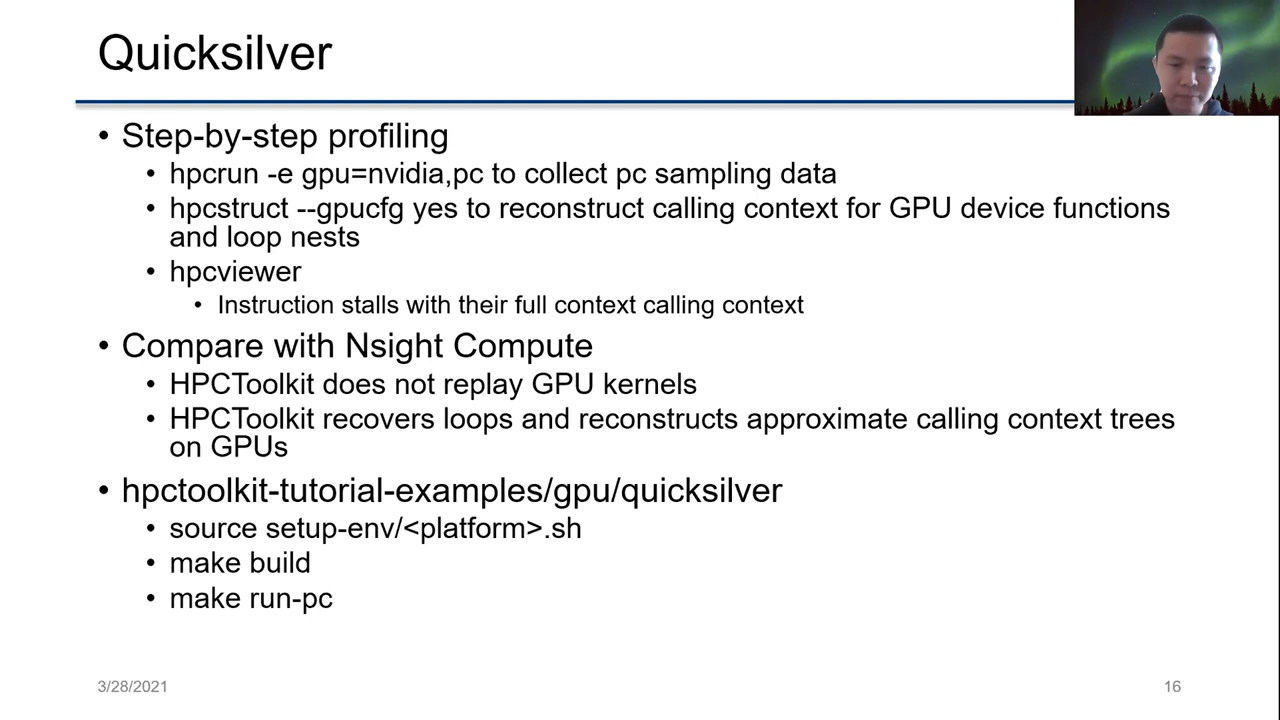 Quicksilver
• Step-by-step profiling
• hpcrun -e gpu=nvidia,pc to collect pc sampling data
• hpcstruct --gpucfg yes to reconstruct calling context for GPU device functions
and loop nests
• hpcviewer
• Instruction stalls with their full context calling context
• Compare with Nsight Compute
• HPCToolkit does not replay GPU kernels
• HPCToolkit recovers loops and reconstructs approximate calling context trees
on GPUs
• hpctoolkit-tutorial-examples/gpu/quicksilver
• source setup-env/<platform>.sh
• make build
• make run-pc
3/28/2021
16